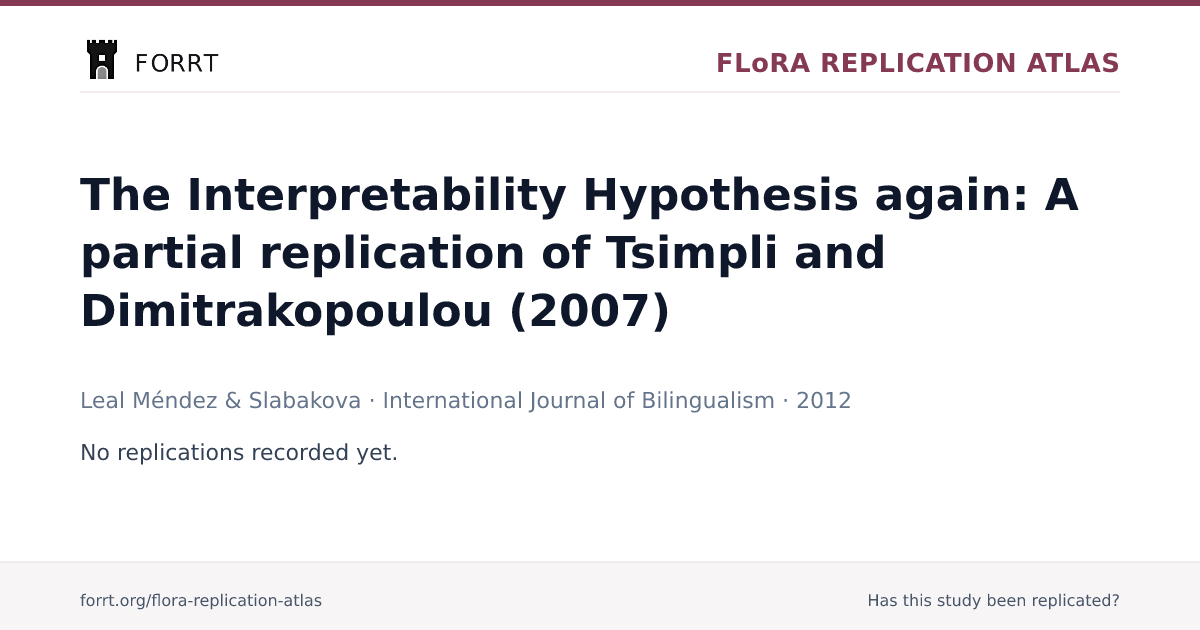 FORRT
FLoRA REPLICATION ATLAS
The Interpretability Hypothesis again: A
partial replication of Tsimpli and
Dimitrakopoulou (2007)
Leal Méndez & Slabakova · International Journal of Bilingualism · 2012
No replications recorded yet.
forrt.org/flora-replication-atlas
Has this study been replicated?